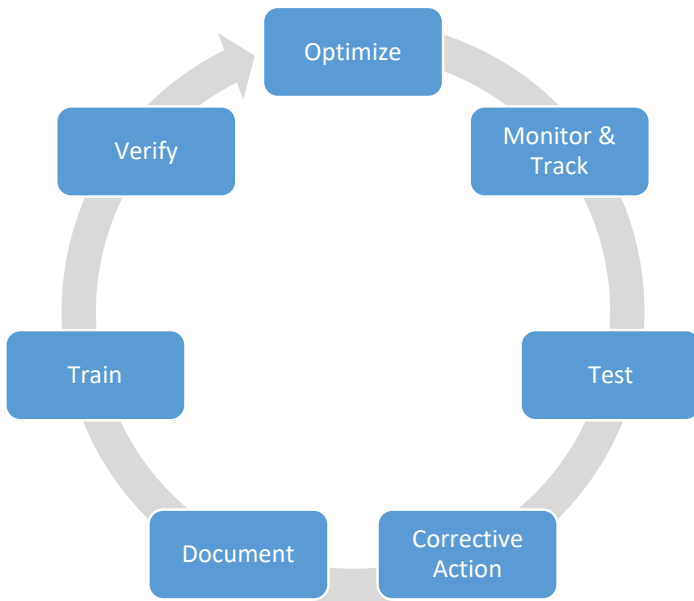 Optimize
Monitor &
Track
Test
Corrective
Action
Document
Train
Verify